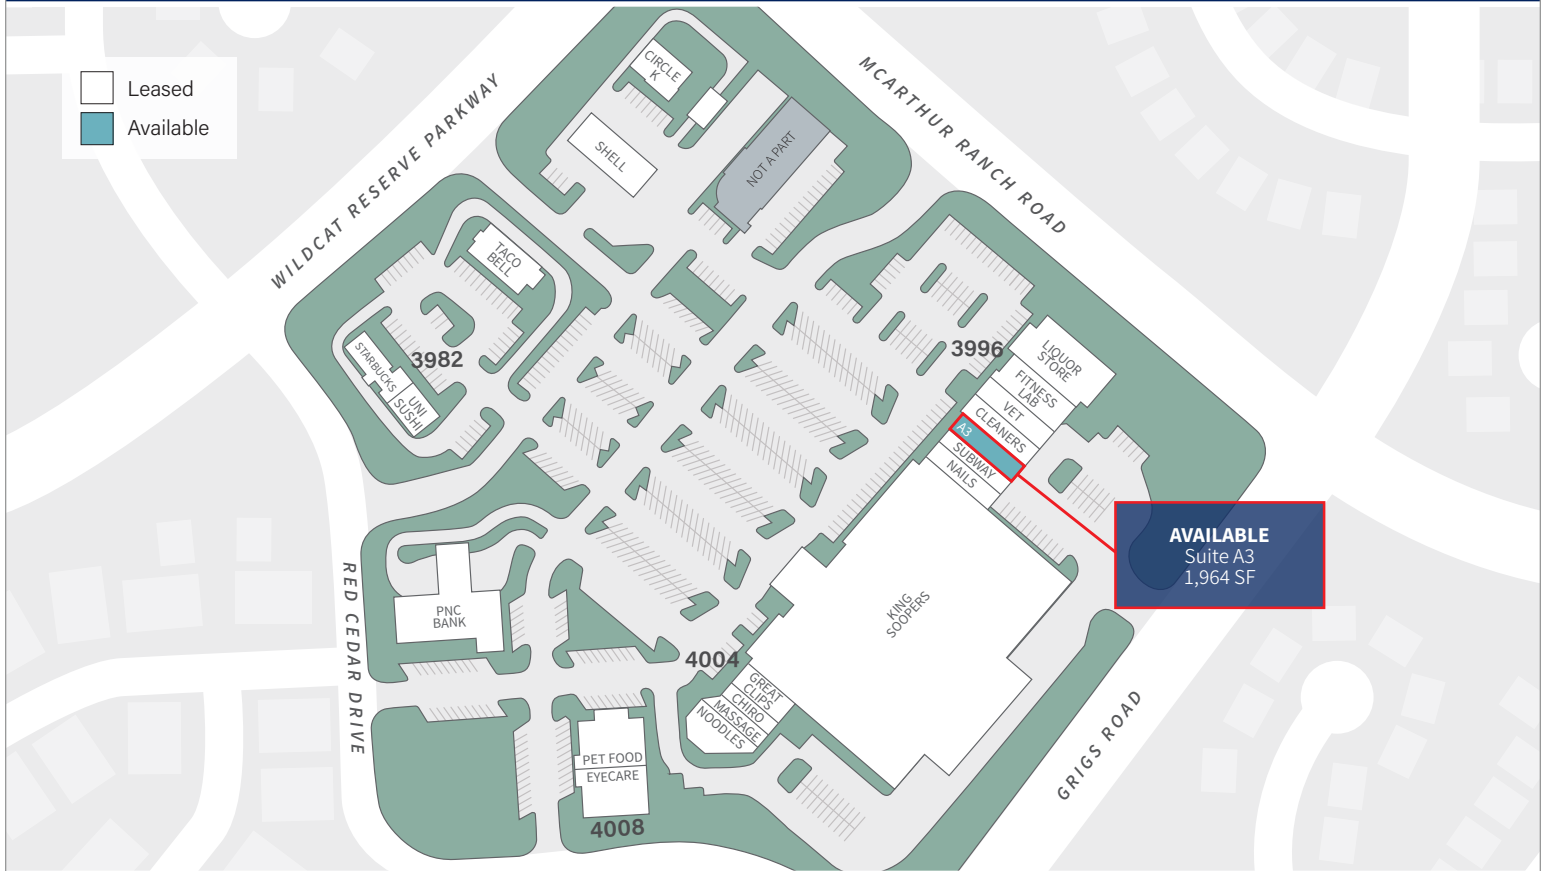 Leased
Available
WILDCAT RESERVE PARKWAY
MCARTHUR RANCH ROAD
CIRCLE
K
SHELL
NOT A PART
TACO
BELL
STARBUCKS
UNI
SUSHI
3982
3996
LIQUOR
STORE
FITNESS
LAB
VET
CLEANERS
A3
SUBWAY
NAILS
AVAILABLE
Suite A3
1,964 SF
KING
SOOPERS
RED CEDAR DRIVE
PNC
BANK
4004
GREAT
CLIPS
CHIRO
MASSAGE
NOODLES
PET FOOD
EYECARE
4008
GRIGS ROAD